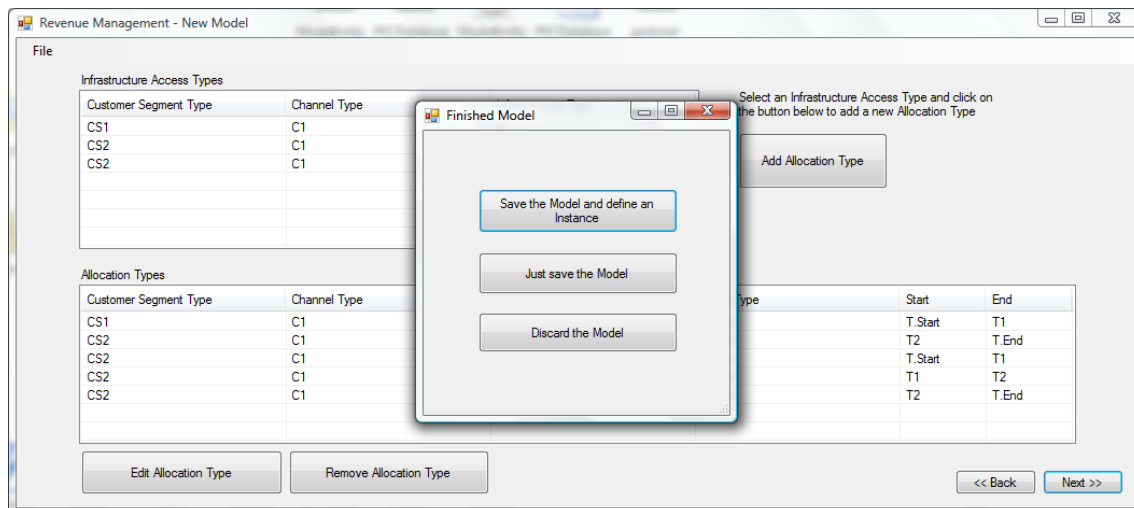 Revenue Management - New Model
File
Infrastructure Access Types
Customer Segment Type Channel Type
CS1 C1
CS2 C1
CS2 C1
Select an Infrastructure Access Type and click on
the button below to add a new Allocation Type
Add Allocation Type
Finished Model
Save the Model and define an
Instance
Just save the Model
Discard the Model
Allocation Types
Customer Segment Type Channel Type Type Start End
CS1 C1 T.Start T1
CS2 C1 T2 T.End
CS2 C1 T.Start T1
CS2 C1 T1 T2
CS2 C1 T2 T.End
Edit Allocation Type
Remove Allocation Type
<< Back
Next >>